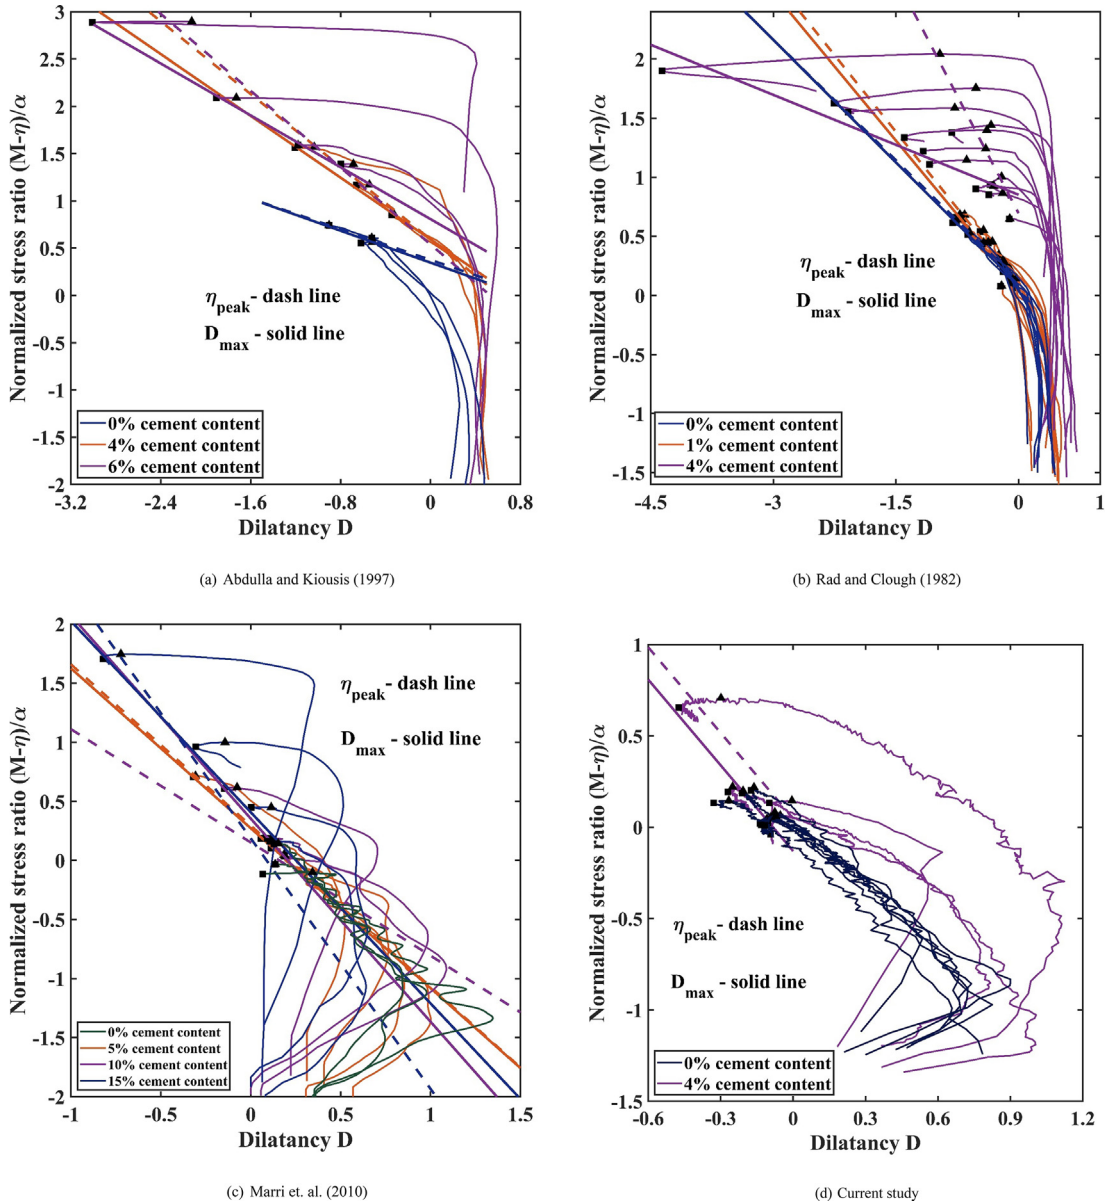 Normalized stress ratio (M-η)/α
3
2.5
2
1.5
1
0.5
0
-0.5
-1
-1.5
-2
η_peak - dash line
D_max - solid line
0% cement content
4% cement content
6% cement content
-3.2 -2.4 -1.6 -0.8 0 0.8
Dilatancy D
(a) Abdulla and Kiousis (1997)
Normalized stress ratio (M-η)/α
2
1.5
1
0.5
0
-0.5
-1
-1.5
η_peak - dash line
D_max - solid line
0% cement content
1% cement content
4% cement content
-4.5 -3 -1.5 0 1
Dilatancy D
(b) Rad and Clough (1982)
Normalized stress ratio (M-η)/α
2
1.5
1
0.5
0
-0.5
-1
-1.5
-2
η_peak - dash line
D_max - solid line
0% cement content
5% cement content
10% cement content
15% cement content
-1 -0.5 0 0.5 1 1.5
Dilatancy D
(c) Marri et. al. (2010)
Normalized stress ratio (M-η)/α
1
0.5
0
-0.5
-1
-1.5
η_peak - dash line
D_max - solid line
0% cement content
4% cement content
-0.6 -0.3 0 0.3 0.6 0.9 1.2
Dilatancy D
(d) Current study